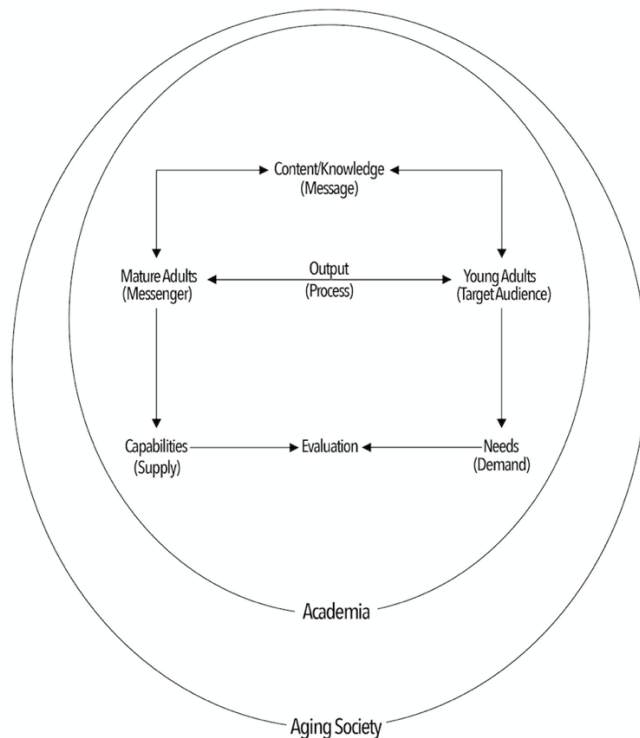 Content/Knowledge
(Message)
Mature Adults
(Messenger)
Output
(Process)
Young Adults
(Target Audience)
Capabilities
(Supply)
Evaluation
Needs
(Demand)
Academia
Aging Society